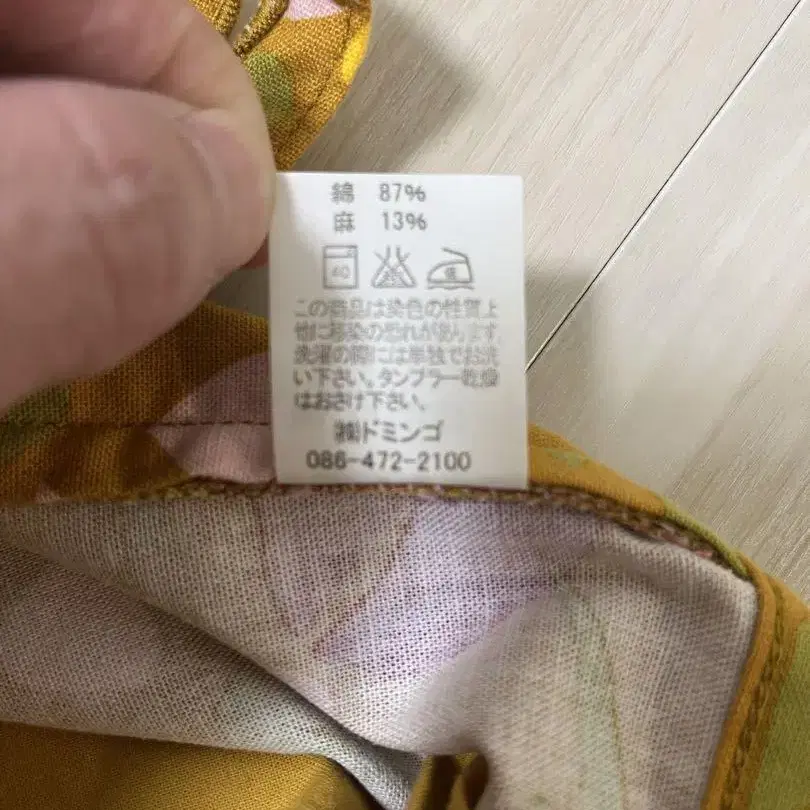 綿 87%
麻 13%
40
この商品は染色の性質上
他に移染の恐れがあります。
洗濯の際には単独でお洗
い下さい。タンブラー乾燥
はおさけ下さい。
㈱ドミンゴ
086-472-2100